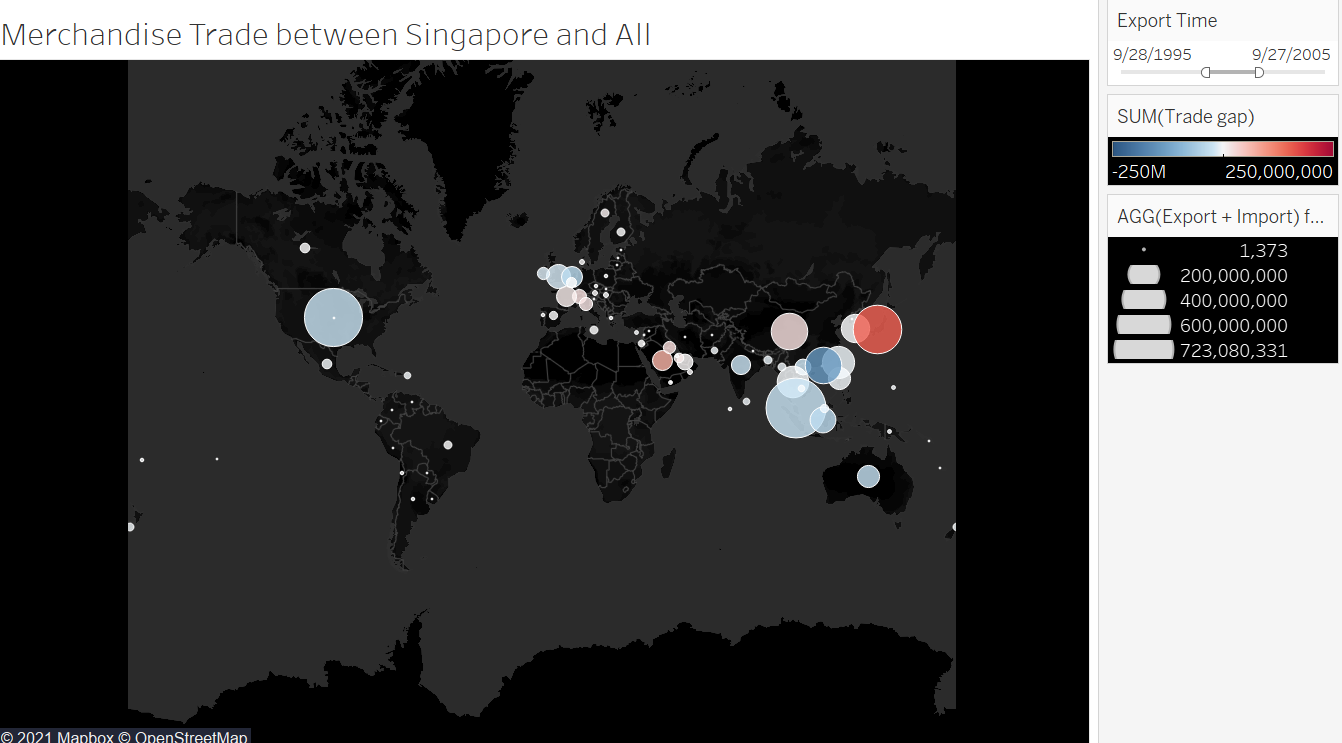 Merchandise Trade between Singapore and All
Export Time
9/28/1995 9/27/2005
SUM(Trade gap)
-250M 250,000,000
AGG(Export + Import) f...
1,373
200,000,000
400,000,000
600,000,000
723,080,331
© 2021 Mapbox © OpenStreetMap